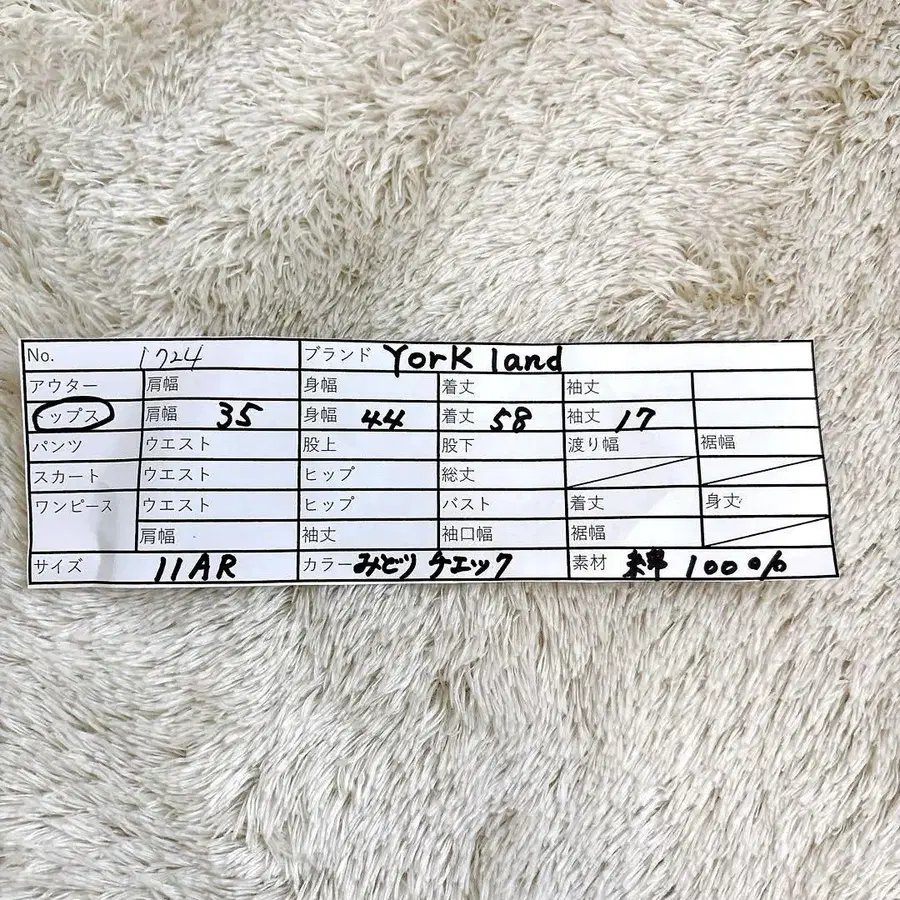 No. 1724 ブランド York land
アウター 肩幅 身幅 着丈 袖丈
トップス 肩幅 35 身幅 44 着丈 58 袖丈 17
パンツ ウエスト 股上 股下 渡り幅 裾幅
スカート ウエスト ヒップ 総丈
ワンピース ウエスト ヒップ バスト 着丈 身丈
肩幅 袖丈 袖口幅 裾幅
サイズ 11AR カラー みどり チエック 素材 綿 100%